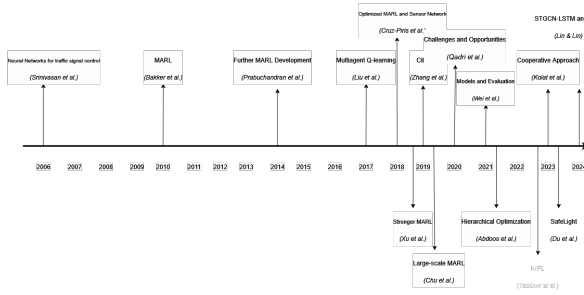 Optimized MARL and Sensor Network
(Cruz-Piris et al.
STGCN-LSTM an
(Lin & Lin)
Neural Networks for traffic signal control
(Srinivasan et al.)
MARL
(Bakker et al.)
Further MARL Development
(Prabuchandran et al.)
Multiagent Q-learning
(Liu et al.)
Cit
(Zhang et al.)
Challenges and Opportunities
(Qadri et al.)
Models and Evaluation
(Wei et al.)
Cooperative Approach
(Kolat et al.)
2006 2007 2008 2009 2010 2011 2012 2013 2014 2015 2016 2017 2018 2019 2020 2021 2022 2023 2024
Stronger MARL
(Xu et al.)
Large-scale MARL
(Chu et al.)
Hierarchical Optimization
(Abdoos et al.)
SafeLight
(Du et al.)